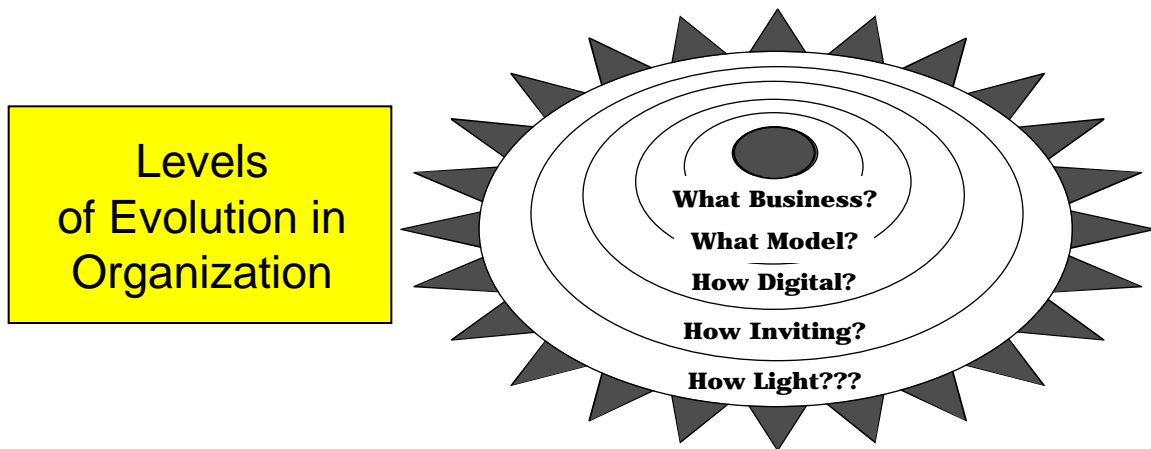 Levels
of Evolution in
Organization
What Business?
What Model?
How Digital?
How Inviting?
How Light???